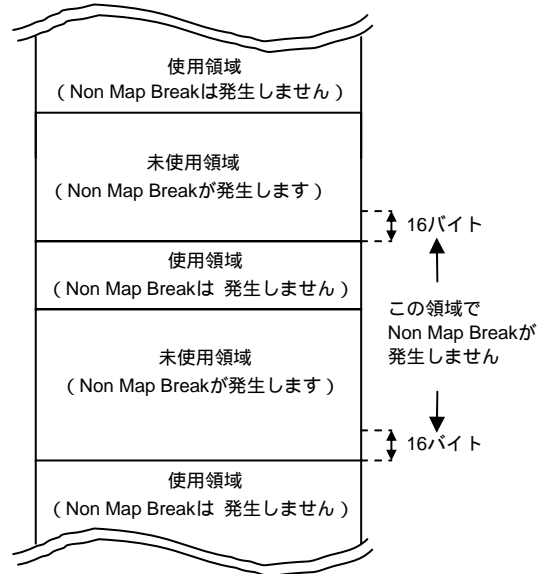 使用領域
( Non Map Breakは発生しません )
未使用領域
( Non Map Breakが発生します )
16バイト
使用領域
( Non Map Breakは 発生しません )
この領域で
Non Map Breakが
発生しません
未使用領域
( Non Map Breakが発生します )
16バイト
使用領域
( Non Map Breakは 発生しません )